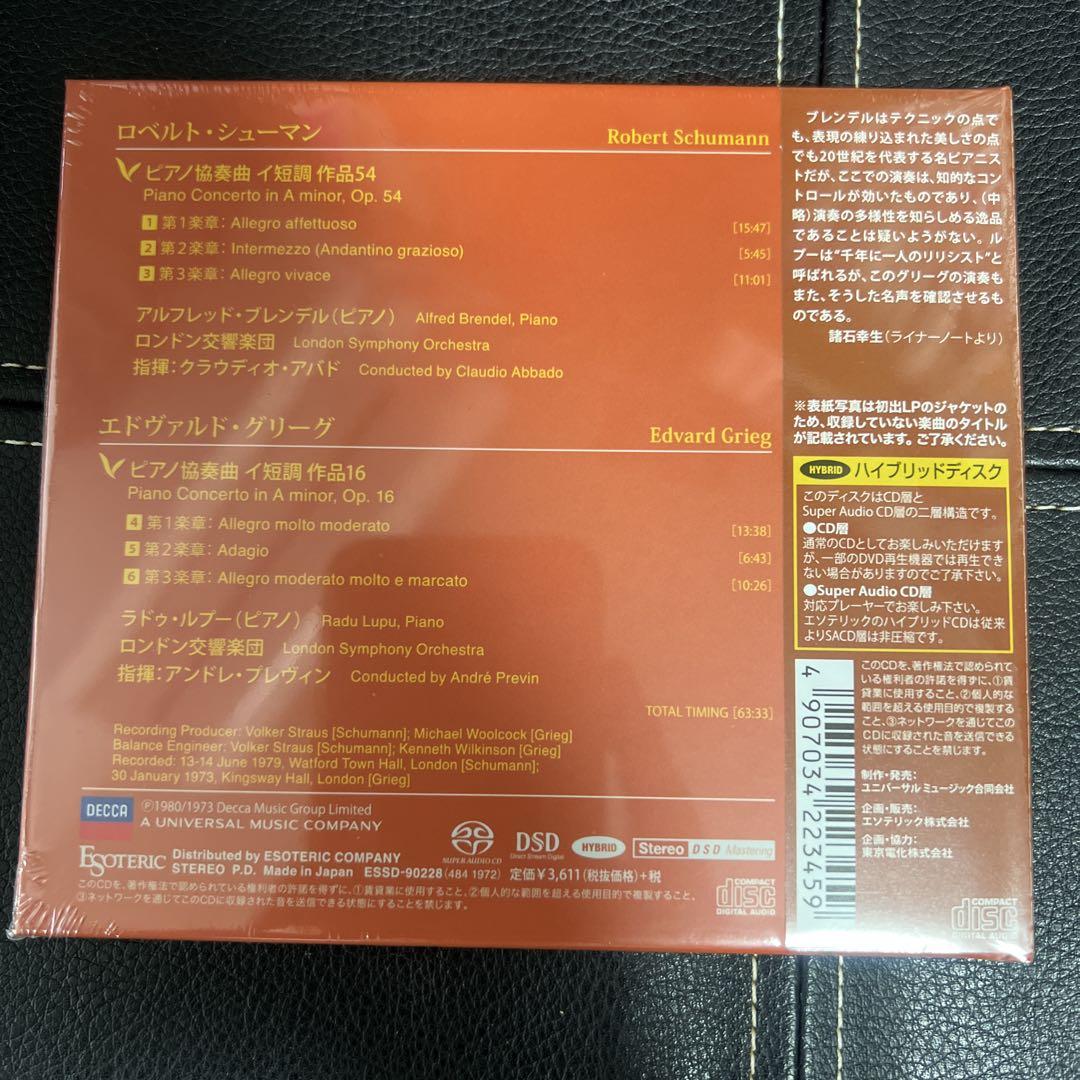 ロベルト・シューマン Robert Schumann
ピアノ協奏曲 イ短調 作品54
Piano Concerto in A minor, Op. 54
1 第1楽章：Allegro affettuoso [15:47]
2 第2楽章：Intermezzo (Andantino grazioso) [5:45]
3 第3楽章：Allegro vivace [11:01]
アルフレッド・ブレンデル（ピアノ） Alfred Brendel, Piano
ロンドン交響楽団 London Symphony Orchestra
指揮：クラウディオ・アバド Conducted by Claudio Abbado
エドヴァルド・グリーグ Edvard Grieg
ピアノ協奏曲 イ短調 作品16
Piano Concerto in A minor, Op. 16
4 第1楽章：Allegro molto moderato [13:38]
5 第2楽章：Adagio [6:43]
6 第3楽章：Allegro moderato molto e marcato [10:26]
ラドゥ・ルプー（ピアノ） Radu Lupu, Piano
ロンドン交響楽団 London Symphony Orchestra
指揮：アンドレ・プレヴィン Conducted by André Previn
TOTAL TIMING [63:33]
Recording Producer: Volker Straus [Schumann]; Michael Woolcock [Grieg]
Balance Engineer: Volker Straus [Schumann]; Kenneth Wilkinson [Grieg]
Recorded: 13-14 June 1979, Watford Town Hall, London [Schumann];
30 January 1973, Kingsway Hall, London [Grieg]
DECCA
℗1980/1973 Decca Music Group Limited
A UNIVERSAL MUSIC COMPANY
SUPER AUDIO CD
DSD
Direct Stream Digital
HYBRID
Stereo DSD Mastering
ESOTERIC
Distributed by ESOTERIC COMPANY
STEREO P.D. Made in Japan ESSD-90228 (484 1972) 定価￥3,611(税抜価格)+税
このCDを、著作権法で認められている権利者の許諾を得ずに、①賃貸業に使用すること、②個人的な範囲を超える使用目的で複製すること、
③ネットワークを通じてこのCDに収録された音を送信できる状態にすることを禁じます。
COMPACT
disc
DIGITAL AUDIO
ブレンデルはテクニックの点で
も、表現の練り込まれた美しさの点
でも20世紀を代表する名ピアニス
トだが、ここでの演奏は、知的なコン
トロールが効いたものであり、（中
略）演奏の多様性を知らしめる逸品
であることは疑いようがない。ル
プーは“千年に一人のリリシスト”と
呼ばれるが、このグリーグの演奏も
また、そうした名声を確認させるも
のである。
諸石幸生（ライナーノートより）
※表紙写真は初出LPのジャケットの
ため、収録していない楽曲のタイトル
が記載されています。ご了承ください。
HYBRID ハイブリッドディスク
このディスクはCD層と
Super Audio CD層の二層構造です。
●CD層
通常のCDとしてお楽しみいただけます
が、一部のDVD再生機器では再生でき
ない場合がありますのでご了承下さい。
●Super Audio CD層
対応プレーヤーでお楽しみ下さい。
エソテリックのハイブリッドCDは従来
よりSACD層は非圧縮です。
4 907034 223459
このCDを、著作権法で認められて
いる権利者の許諾を得ずに、①賃
貸業に使用すること、②個人的な
範囲を超える使用目的で複製する
こと、③ネットワークを通じてこの
CDに収録された音を送信できる
状態にすることを禁じます。
制作・発売：
ユニバーサル ミュージック合同会社
企画・販売：
エソテリック株式会社
企画・協力：
東京電化株式会社
COMPACT
disc
DIGITAL AUDIO